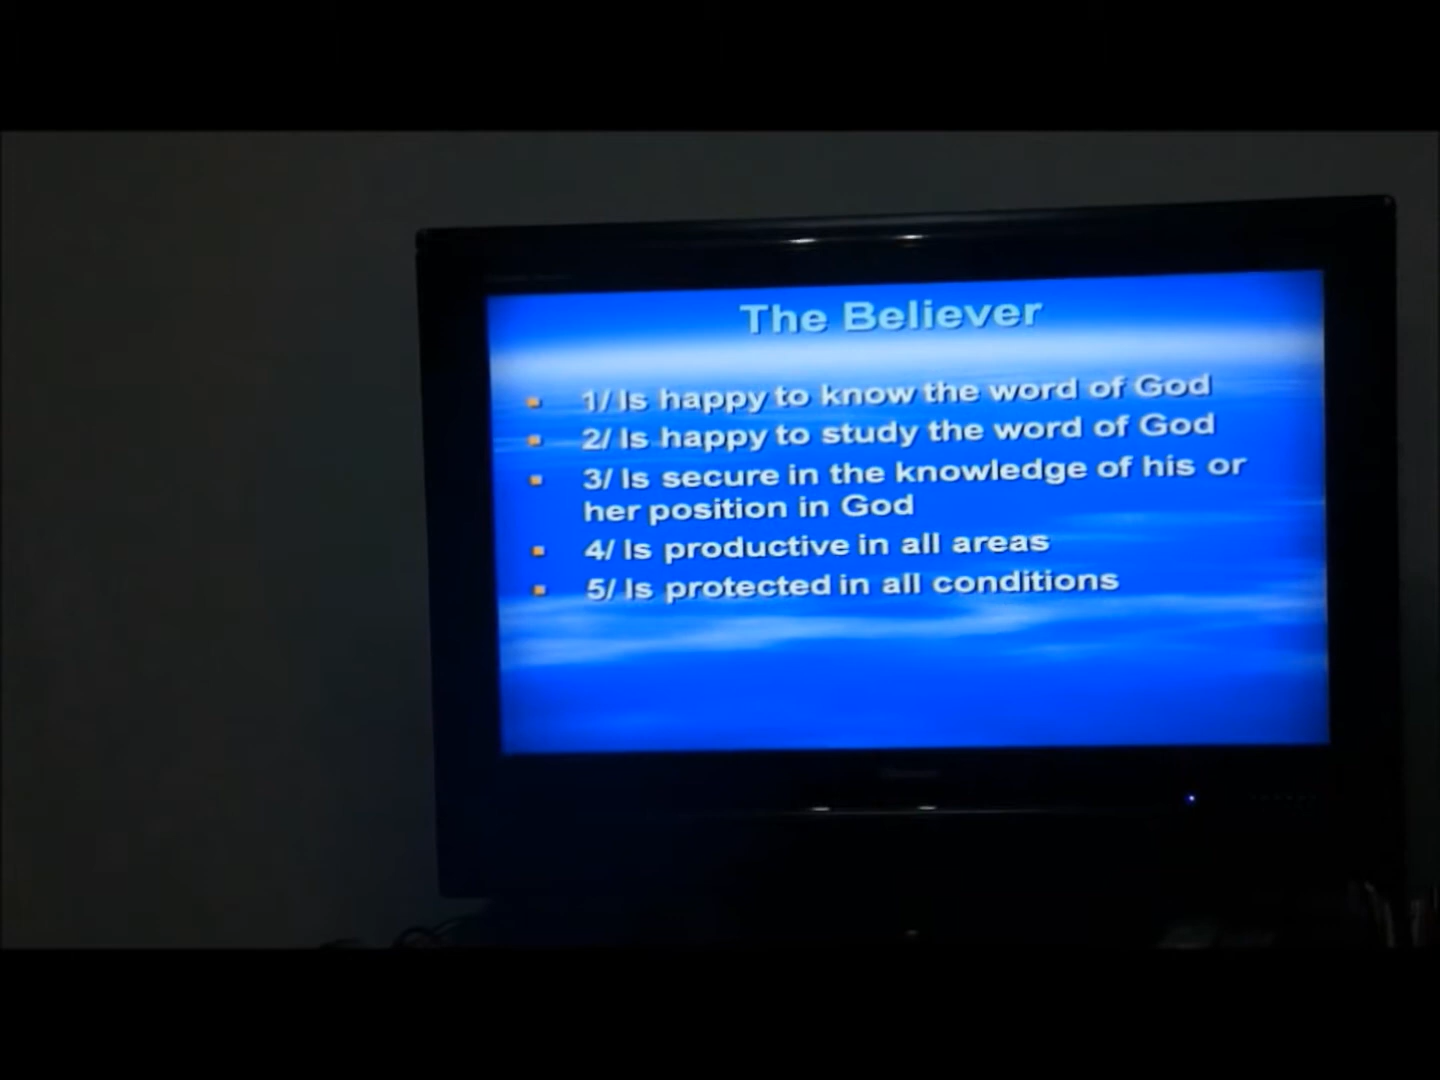 The Believer
1/ Is happy to know the word of God
2/ Is happy to study the word of God
3/ Is secure in the knowledge of his or
her position in God
4/ Is productive in all areas
5/ Is protected in all conditions